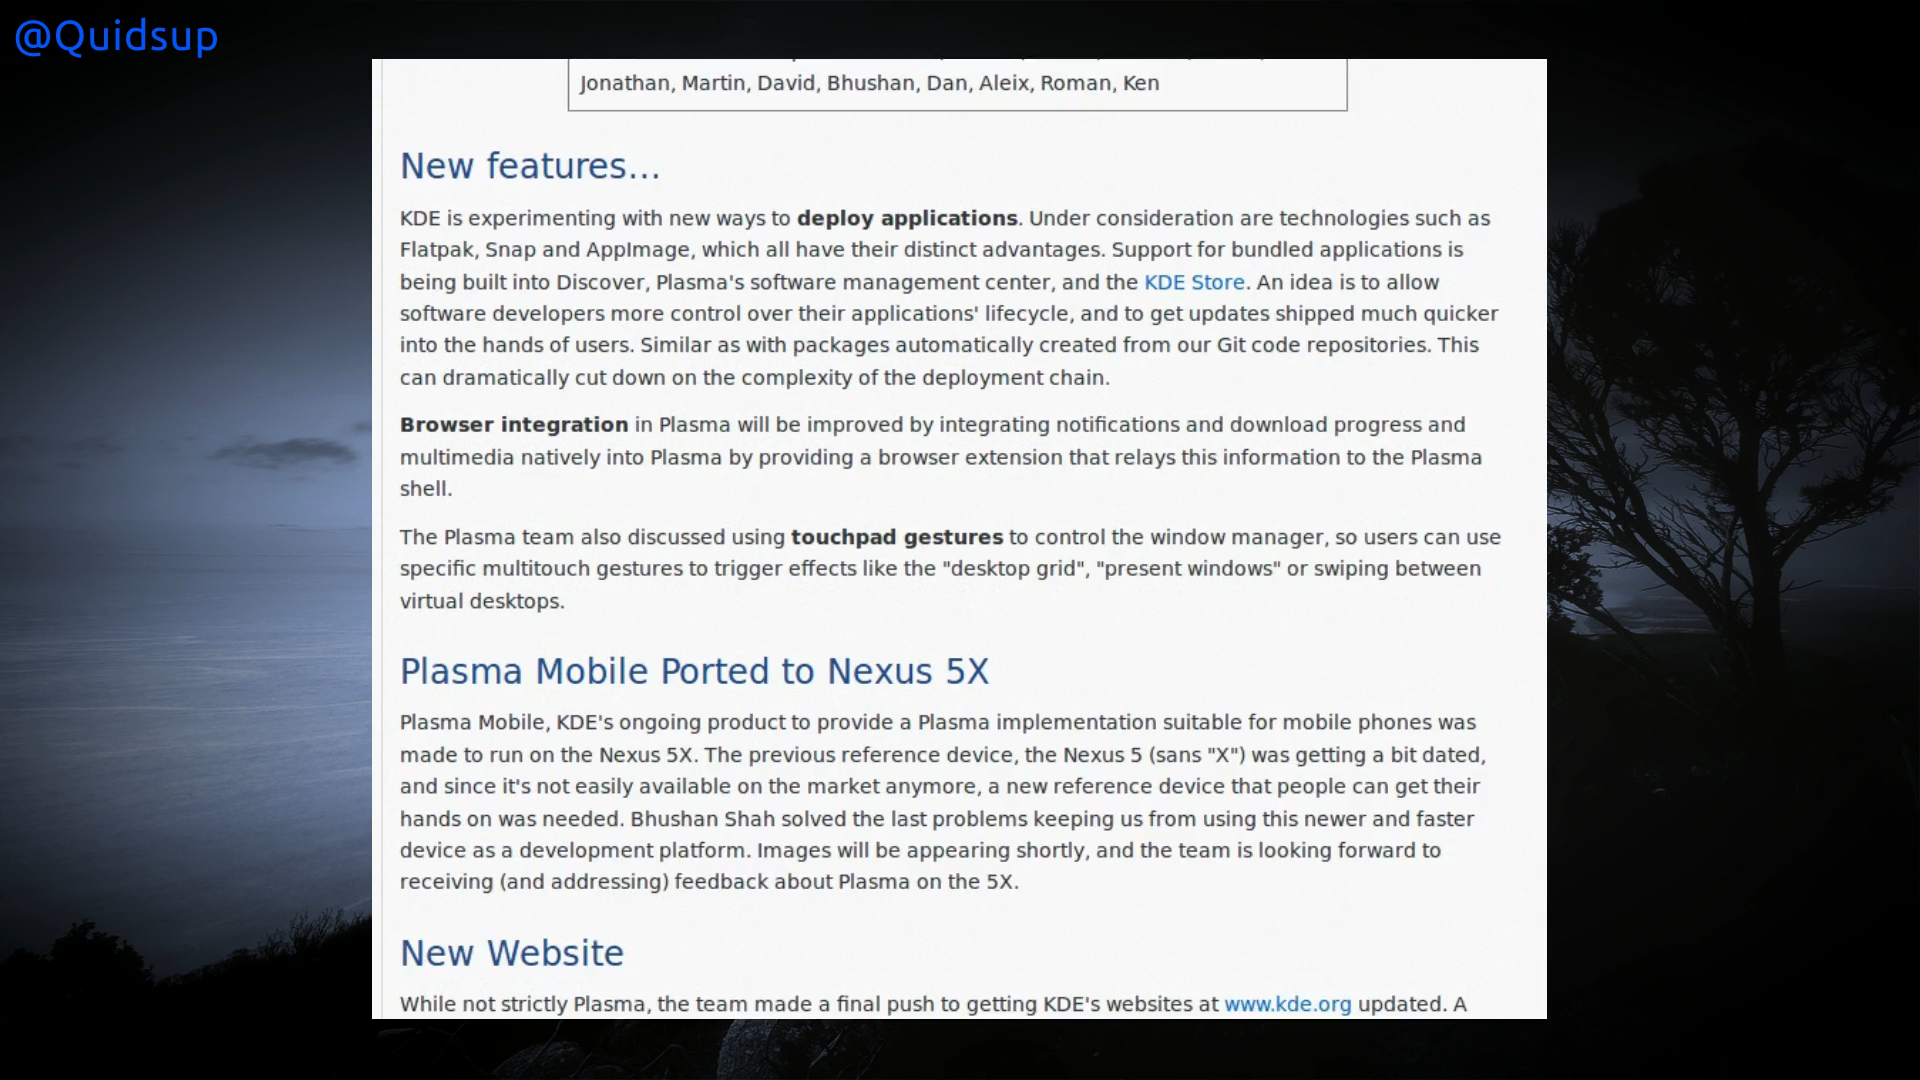 @Quidsup
Jonathan, Martin, David, Bhushan, Dan, Aleix, Roman, Ken
New features...
KDE is experimenting with new ways to deploy applications. Under consideration are technologies such as
Flatpak, Snap and AppImage, which all have their distinct advantages. Support for bundled applications is
being built into Discover, Plasma's software management center, and the KDE Store. An idea is to allow
software developers more control over their applications' lifecycle, and to get updates shipped much quicker
into the hands of users. Similar as with packages automatically created from our Git code repositories. This
can dramatically cut down on the complexity of the deployment chain.
Browser integration in Plasma will be improved by integrating notifications and download progress and
multimedia natively into Plasma by providing a browser extension that relays this information to the Plasma
shell.
The Plasma team also discussed using touchpad gestures to control the window manager, so users can use
specific multitouch gestures to trigger effects like the "desktop grid", "present windows" or swiping between
virtual desktops.
Plasma Mobile Ported to Nexus 5X
Plasma Mobile, KDE's ongoing product to provide a Plasma implementation suitable for mobile phones was
made to run on the Nexus 5X. The previous reference device, the Nexus 5 (sans "X") was getting a bit dated,
and since it's not easily available on the market anymore, a new reference device that people can get their
hands on was needed. Bhushan Shah solved the last problems keeping us from using this newer and faster
device as a development platform. Images will be appearing shortly, and the team is looking forward to
receiving (and addressing) feedback about Plasma on the 5X.
New Website
While not strictly Plasma, the team made a final push to getting KDE's websites at www.kde.org updated. A